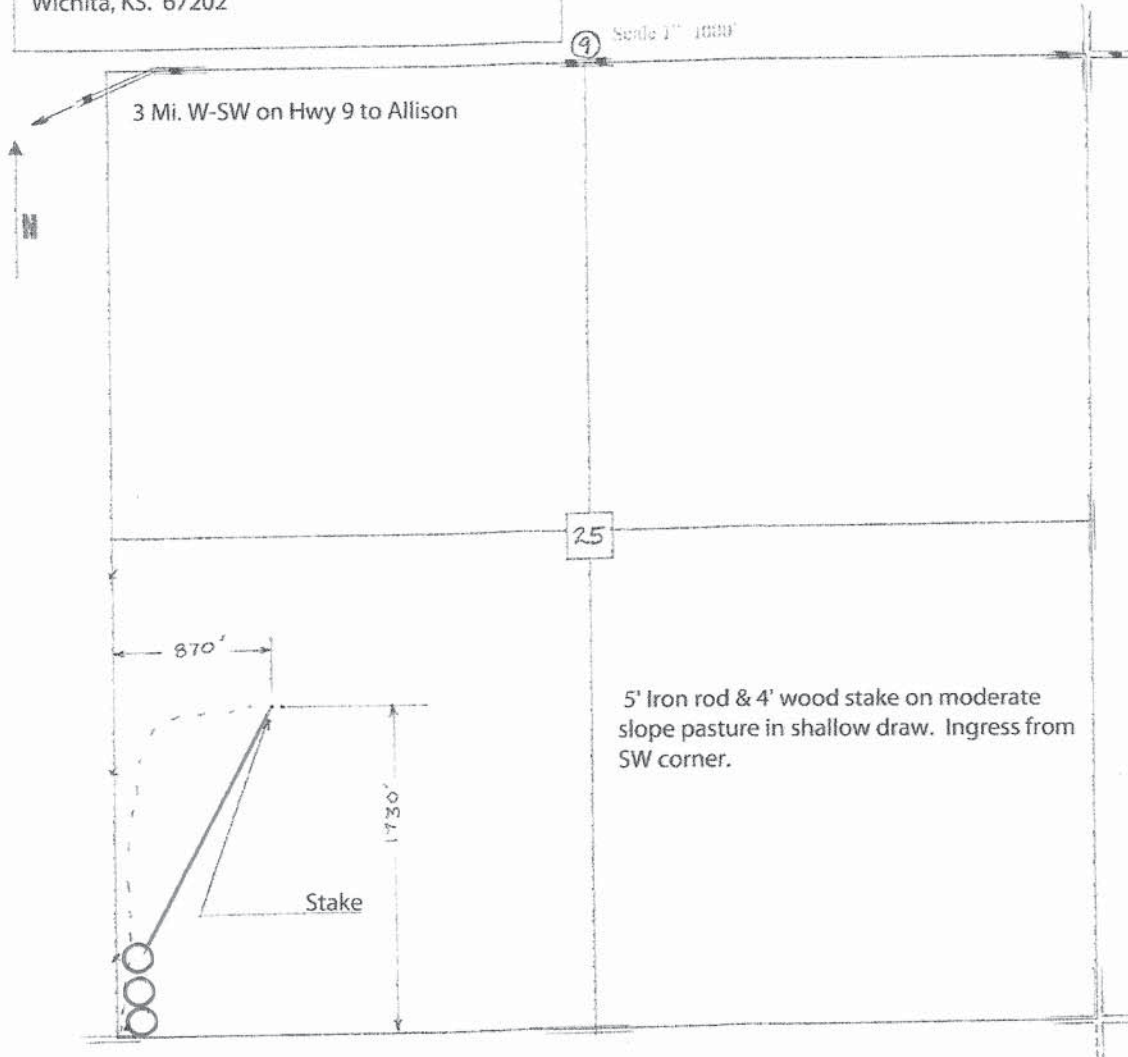 Wichita, KS. 67202
9
Scale 1" 1000'
3 Mi. W-SW on Hwy 9 to Allison
N
25
870'
5' Iron rod & 4' wood stake on moderate
slope pasture in shallow draw. Ingress from
SW corner.
1730'
Stake